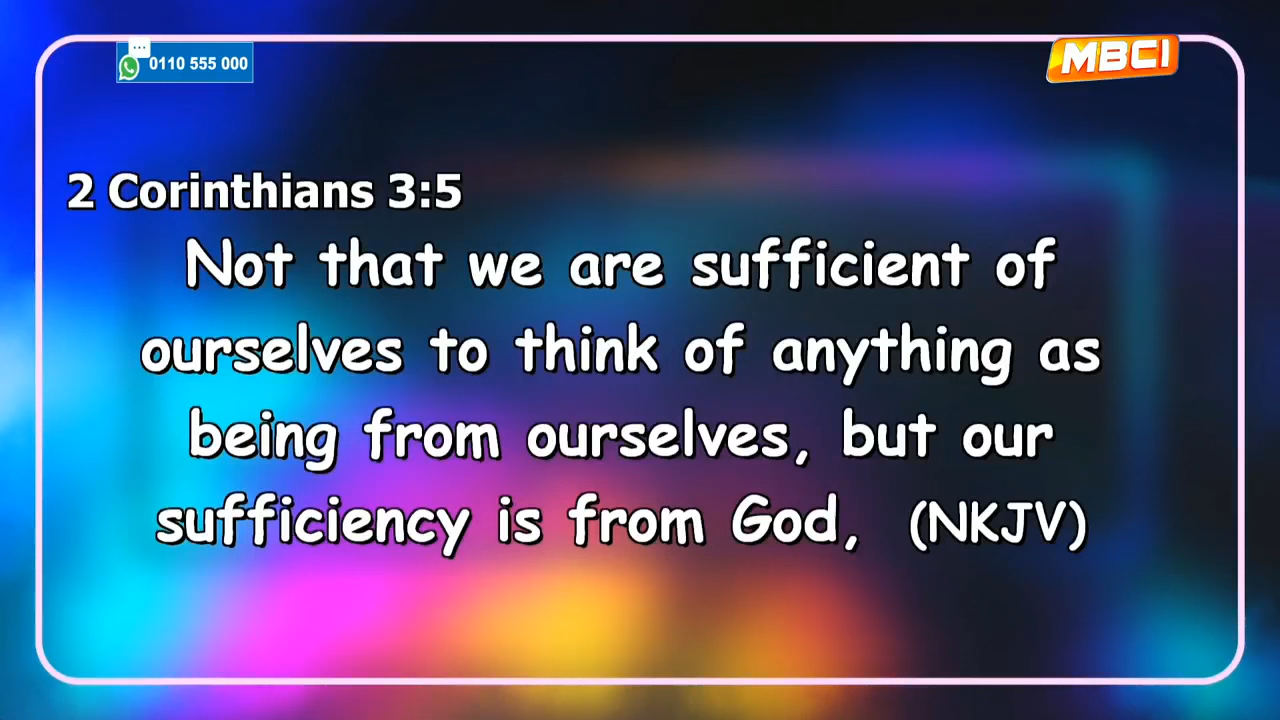 0110 555 000
MBCI
2 Corinthians 3:5
Not that we are sufficient of
ourselves to think of anything as
being from ourselves, but our
sufficiency is from God, (NKJV)